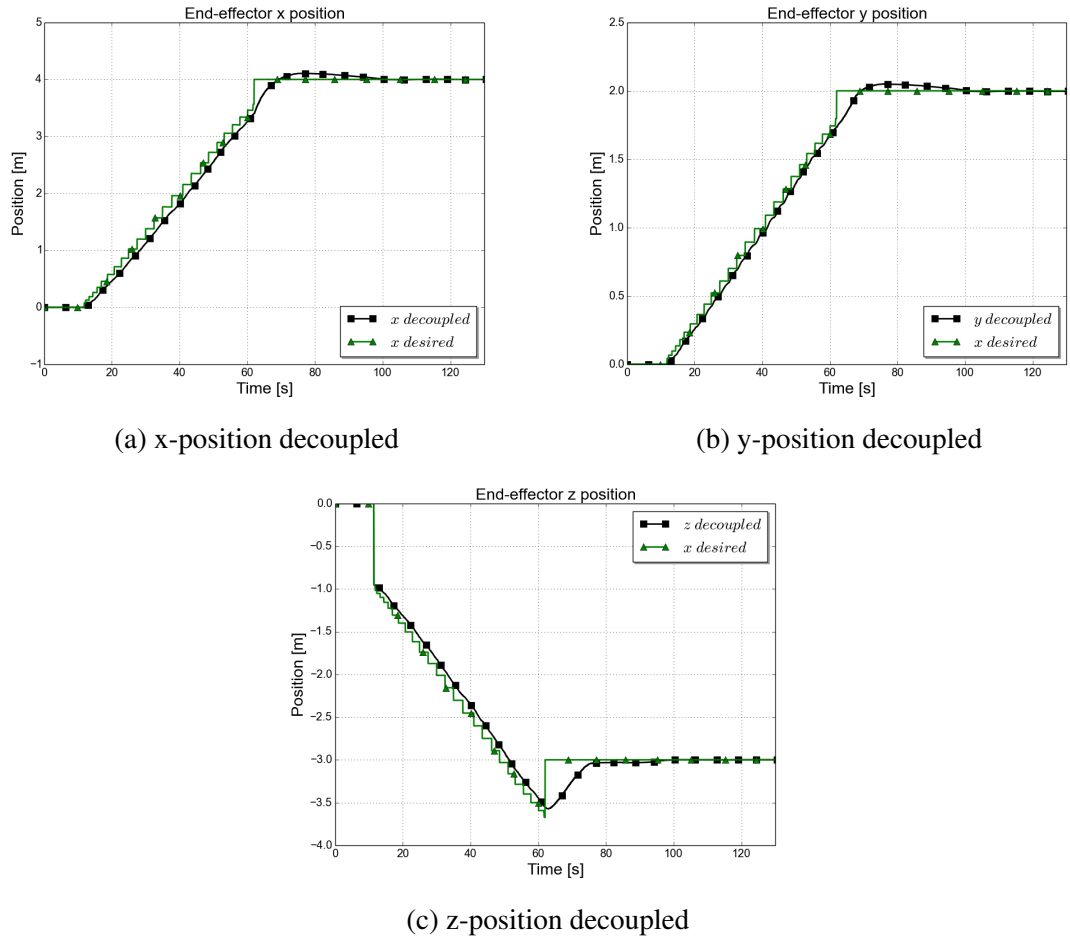 End-effector x position
5
4
3
2
1
0
−1
Position [m]
x decoupled
x desired
0 20 40 60 80 100 120
Time [s]
(a) x-position decoupled
End-effector y position
2.5
2.0
1.5
1.0
0.5
0.0
Position [m]
y decoupled
x desired
0 20 40 60 80 100 120
Time [s]
(b) y-position decoupled
End-effector z position
0.0
−0.5
−1.0
−1.5
−2.0
−2.5
−3.0
−3.5
−4.0
Position [m]
z decoupled
x desired
0 20 40 60 80 100 120
Time [s]
(c) z-position decoupled